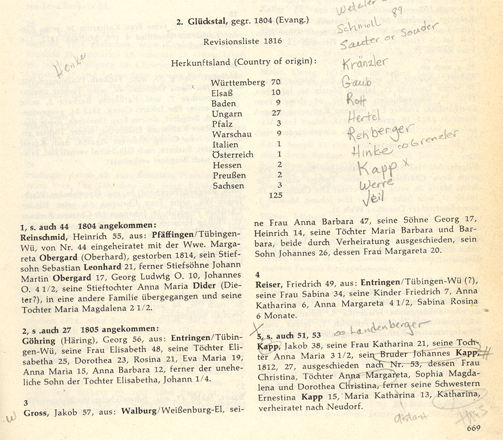 2. Glückstal, gegr. 1804 (Evang.)
Revisionsliste 1816
Herkunftsland (Country of origin):
Württemberg 70
Elsaß 10
Baden 9
Ungarn 27
Pfalz 3
Warschau 9
Italien 1
Österreich 1
Hessen 2
Preußen 2
Sachsen 3
125
89
Sauter or Souder
Kränzler
Gaub
Rott
Hertel
Rehberger
Hinke ∞ Greneler
Kapp x
Werre
Veil
Henke
1, s. auch 44 1804 angekommen:
Reinschmid, Heinrich 55, aus: Pfäffingen/Tübingen-
Wü, von Nr. 44 eingeheiratet mit der Wwe. Marga-
reta Obergard (Oberhard), gestorben 1814, sein Stief-
sohn Sebastian Leonhard 21, ferner Stiefsöhne Johann
Martin Obergard 17, Georg Ludwig O, 10, Johannes
O. 4 1/2, seine Stieftochter Anna Maria Dider (Die-
ter?), in eine andere Familie übergegangen und seine
Tochter Maria Magdalena 2 1/2.
2, s .auch 27 1805 angekommen:
Göhring (Häring), Georg 56, aus: Entringen/Tübin-
gen-Wü, seine Frau Elisabeth 48, seine Töchter Eli-
sabetha 25, Dorothea 23, Rosina 21, Eva Maria 19,
Anna Maria 15, Anna Barbara 12, ferner der unehe-
liche Sohn der Tochter Elisabetha, Johann 1/4.
3
Gross, Jakob 57, aus: Walburg/Weißenburg-El, sei-
w
ne Frau Anna Barbara 47, seine Söhne Georg 17,
Heinrich 14, seine Töchter Maria Barbara und Bar-
bara, beide durch Verheiratung ausgeschieden, sein
Sohn Johannes 26, dessen Frau Margareta 20.
4
Reiser, Friedrich 49, aus: Entringen/Tübingen-Wü (?),
seine Frau Sabina 34, seine Kinder Friedrich 7, Anna
Katharina 6, Anna Margareta 4 1/2, Sabina Rosina
6 Monate.
x
5, s, auch 51, 53 ∞ Landenberger
Kapp, Jakob 38, seine Frau Katharina 21, seine Toch-
ter Anna Maria 3 1/2, sein Bruder Johannes Kapp, #
1812, 27, ausgeschieden nach Nr. 53, dessen Frau
Christina, Töchter Anna Margareta, Sophia Magda-
lena und Dorothea Christina, ferner seine Schwestern
Ernestina Kapp 15, Maria Katharina 13, Katharina,
verheiratet nach Neudorf.
669